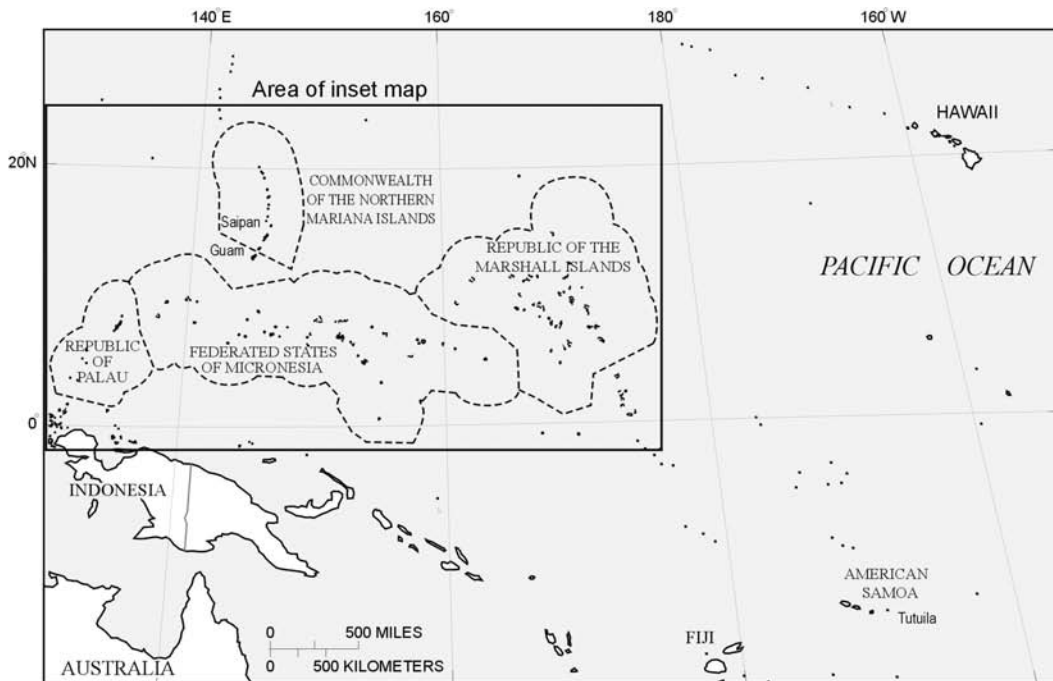 140° E
160°
180°
160° W
Area of inset map
HAWAII
20°N
COMMONWEALTH
OF THE NORTHERN
MARIANA ISLANDS
Saipan
Guam
REPUBLIC OF THE
MARSHALL ISLANDS
PACIFIC OCEAN
REPUBLIC
OF
PALAU
FEDERATED STATES
OF MICRONESIA
0°
INDONESIA
AMERICAN
SAMOA
Tutuila
FIJI
0 500 MILES
0 500 KILOMETERS
AUSTRALIA